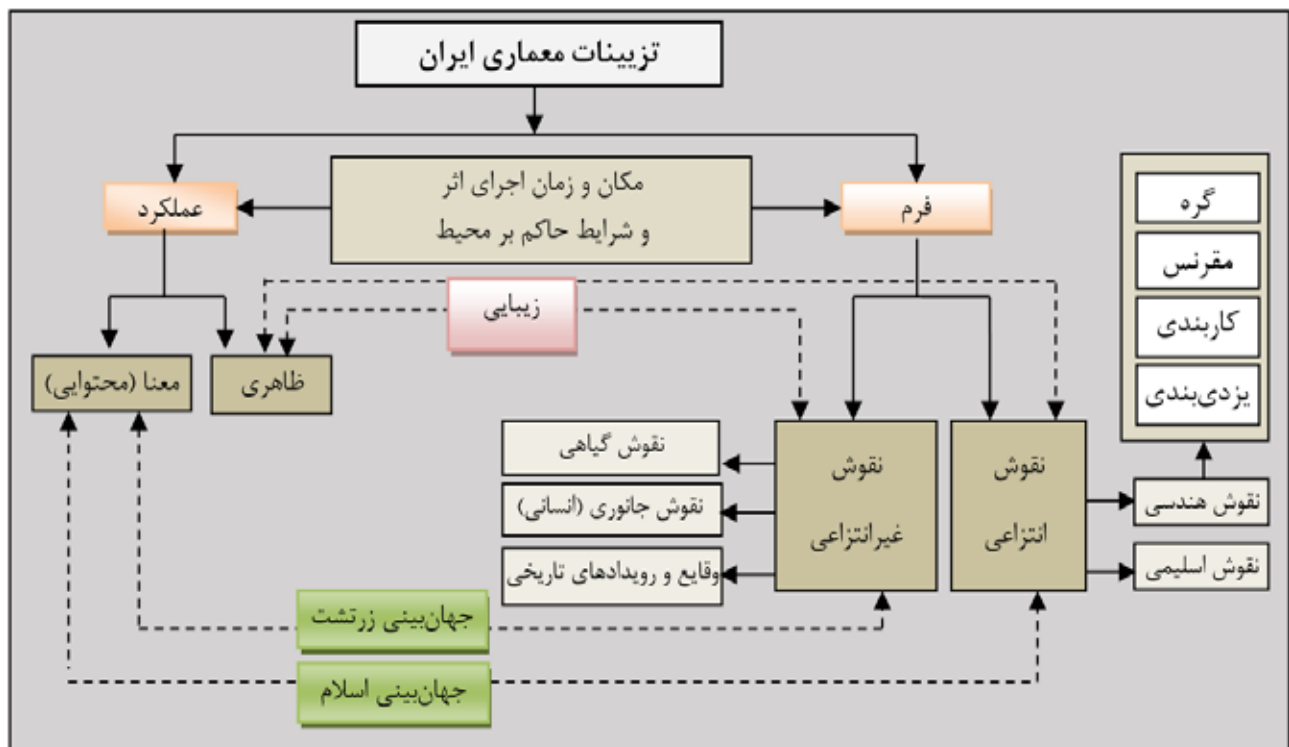 تزیینات معماری ایران
مکان و زمان اجرای اثر
و شرایط حاکم بر محیط
فرم
عملکرد
گره
مقرنس
کاربندی
یزدی‌بندی
زیبایی
ظاهری
معنا (محتوایی)
نقوش
انتزاعی
نقوش
غیرانتزاعی
نقوش گیاهی
نقوش جانوری (انسانی)
وقایع و رویدادهای تاریخی
نقوش هندسی
نقوش اسلیمی
جهان‌بینی زرتشت
جهان‌بینی اسلام